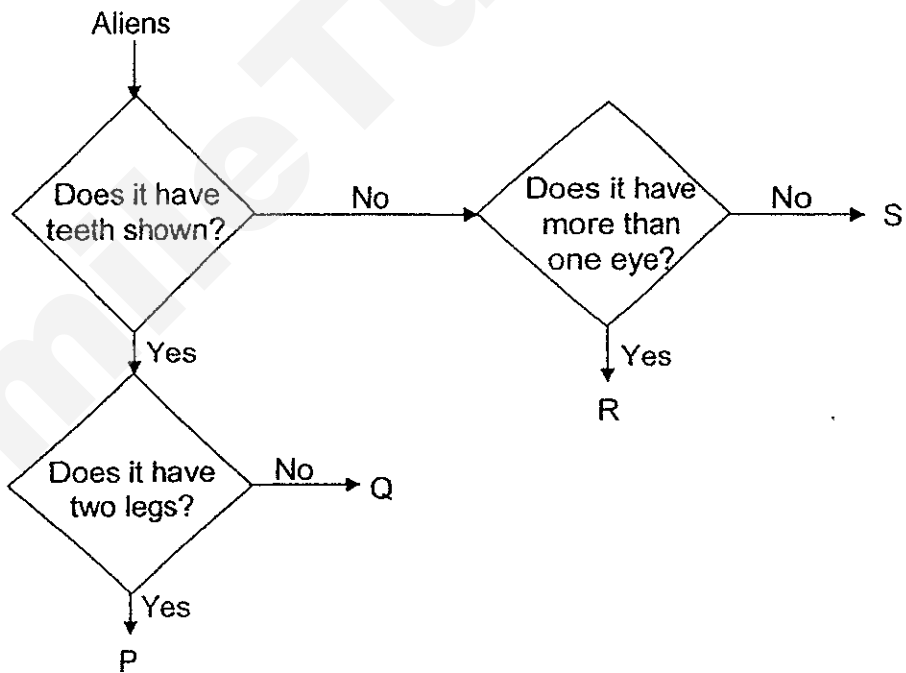 Aliens
Does it have
teeth shown?
No
Does it have
more than
one eye?
No
S
Yes
R
Yes
Does it have
two legs?
No
Q
Yes
P